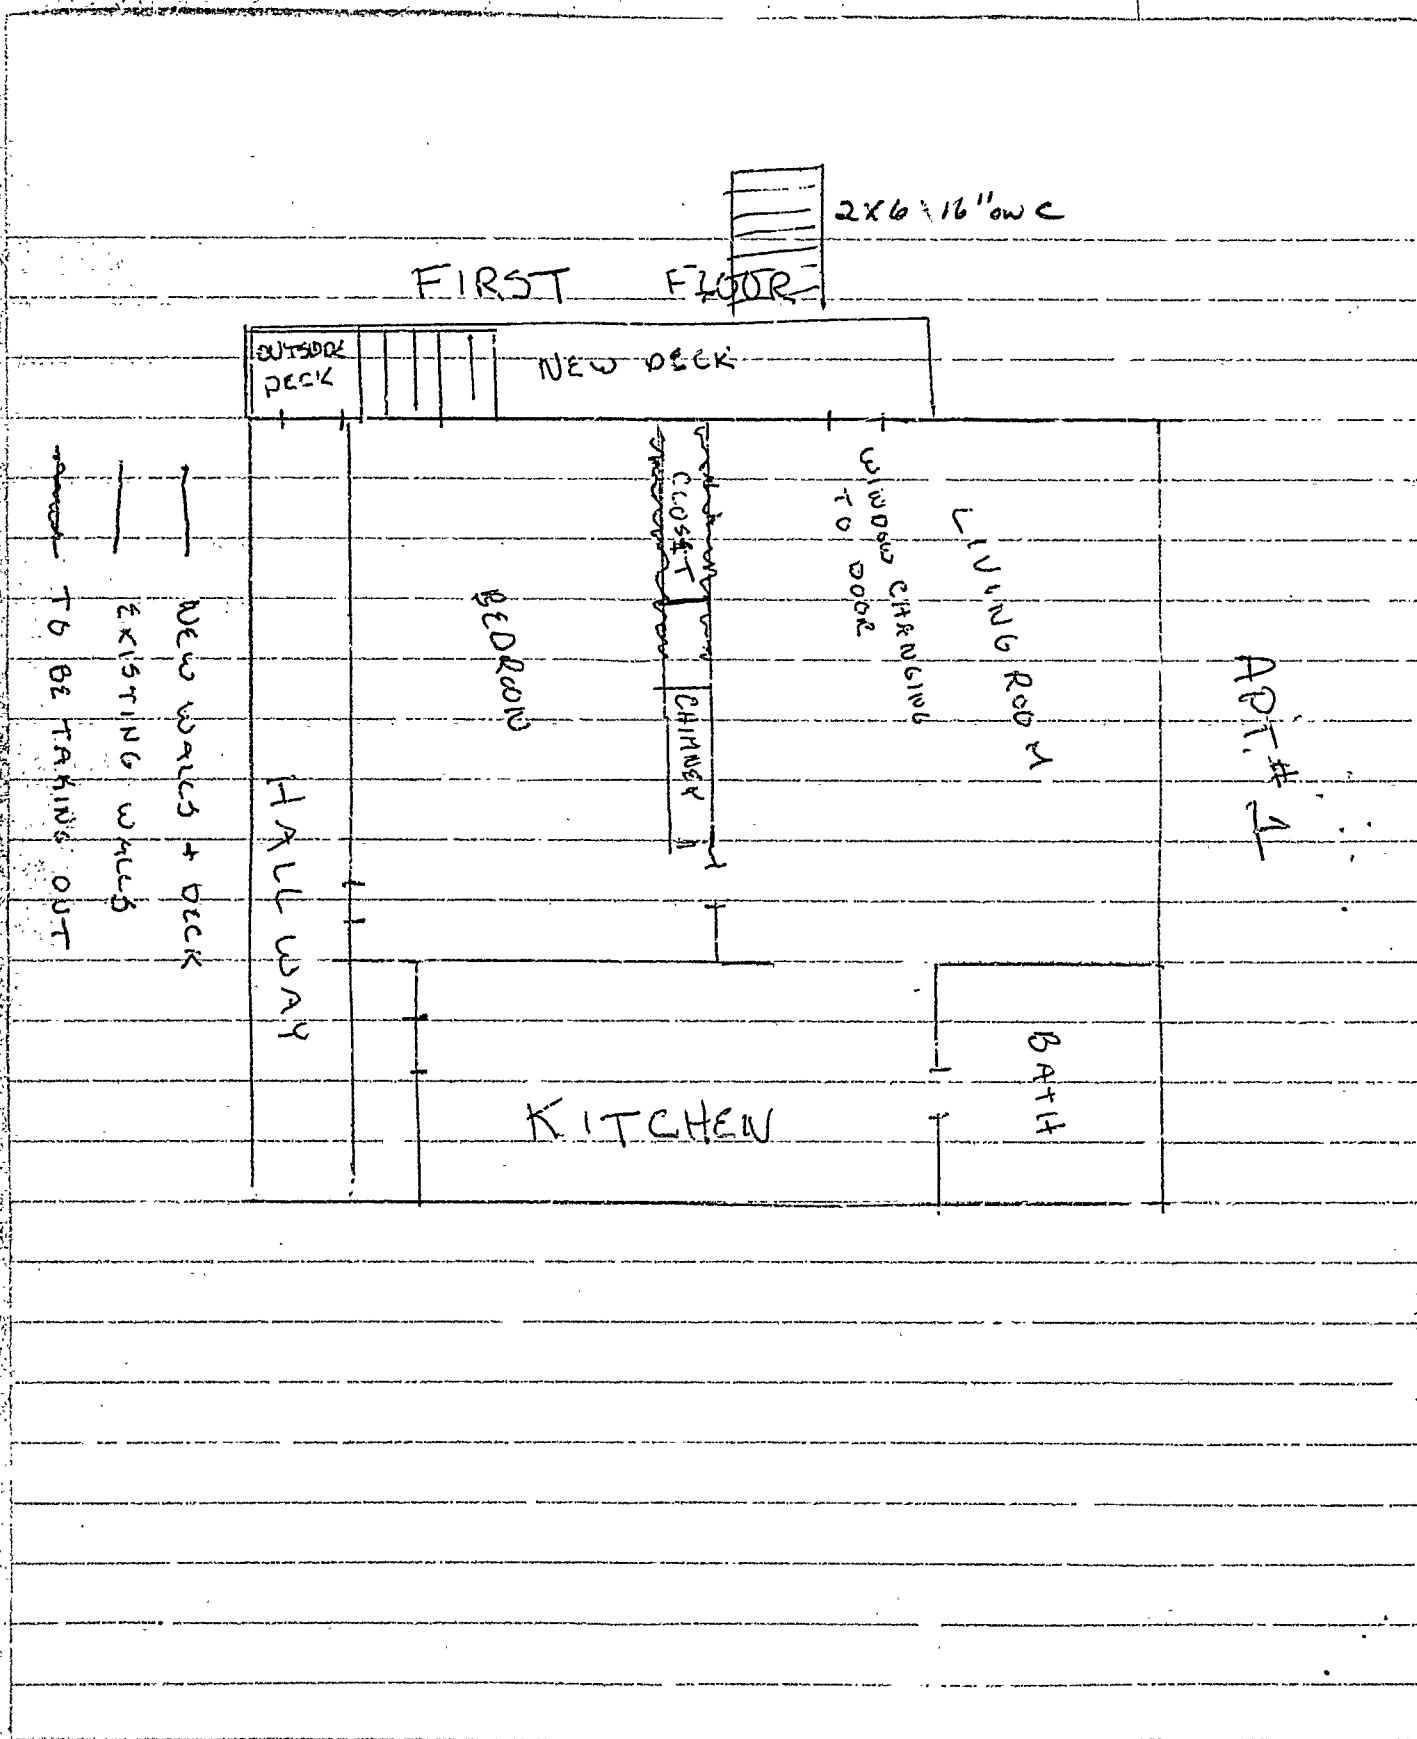 2X6 16" ON C
FIRST FLOOR
OUTSIDE
DECK
NEW DECK
CLOSET
WINDOW CHANGING
TO DOOR
LIVING ROOM
BEDROOM
CHIMNEY
APT. # 1
NEW WALLS + DECK
EXISTING WALLS
TO BE TAKING OUT
HALL WAY
BATH
KITCHEN